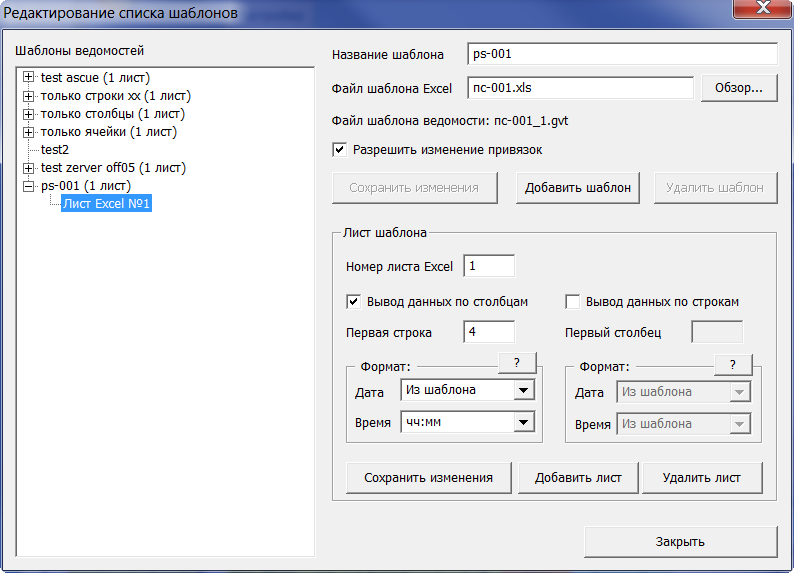 Редактирование списка шаблонов
Шаблоны ведомостей
test ascue (1 лист)
только строки xx (1 лист)
только столбцы (1 лист)
только ячейки (1 лист)
test2
test zerver off05 (1 лист)
ps-001 (1 лист)
Лист Excel №1
Название шаблона ps-001
Файл шаблона Excel пс-001.xls Обзор...
Файл шаблона ведомости: пс-001_1.gvt
Разрешить изменение привязок
Сохранить изменения Добавить шаблон Удалить шаблон
Лист шаблона
Номер листа Excel 1
Вывод данных по столбцам Вывод данных по строкам
Первая строка 4 Первый столбец
Формат: ? Формат: ?
Дата Из шаблона Дата Из шаблона
Время чч:мм Время Из шаблона
Сохранить изменения Добавить лист Удалить лист
Закрыть